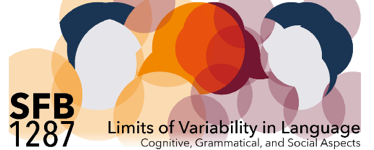 SFB
1287
Limits of Variability in Language
Cognitive, Grammatical, and Social Aspects